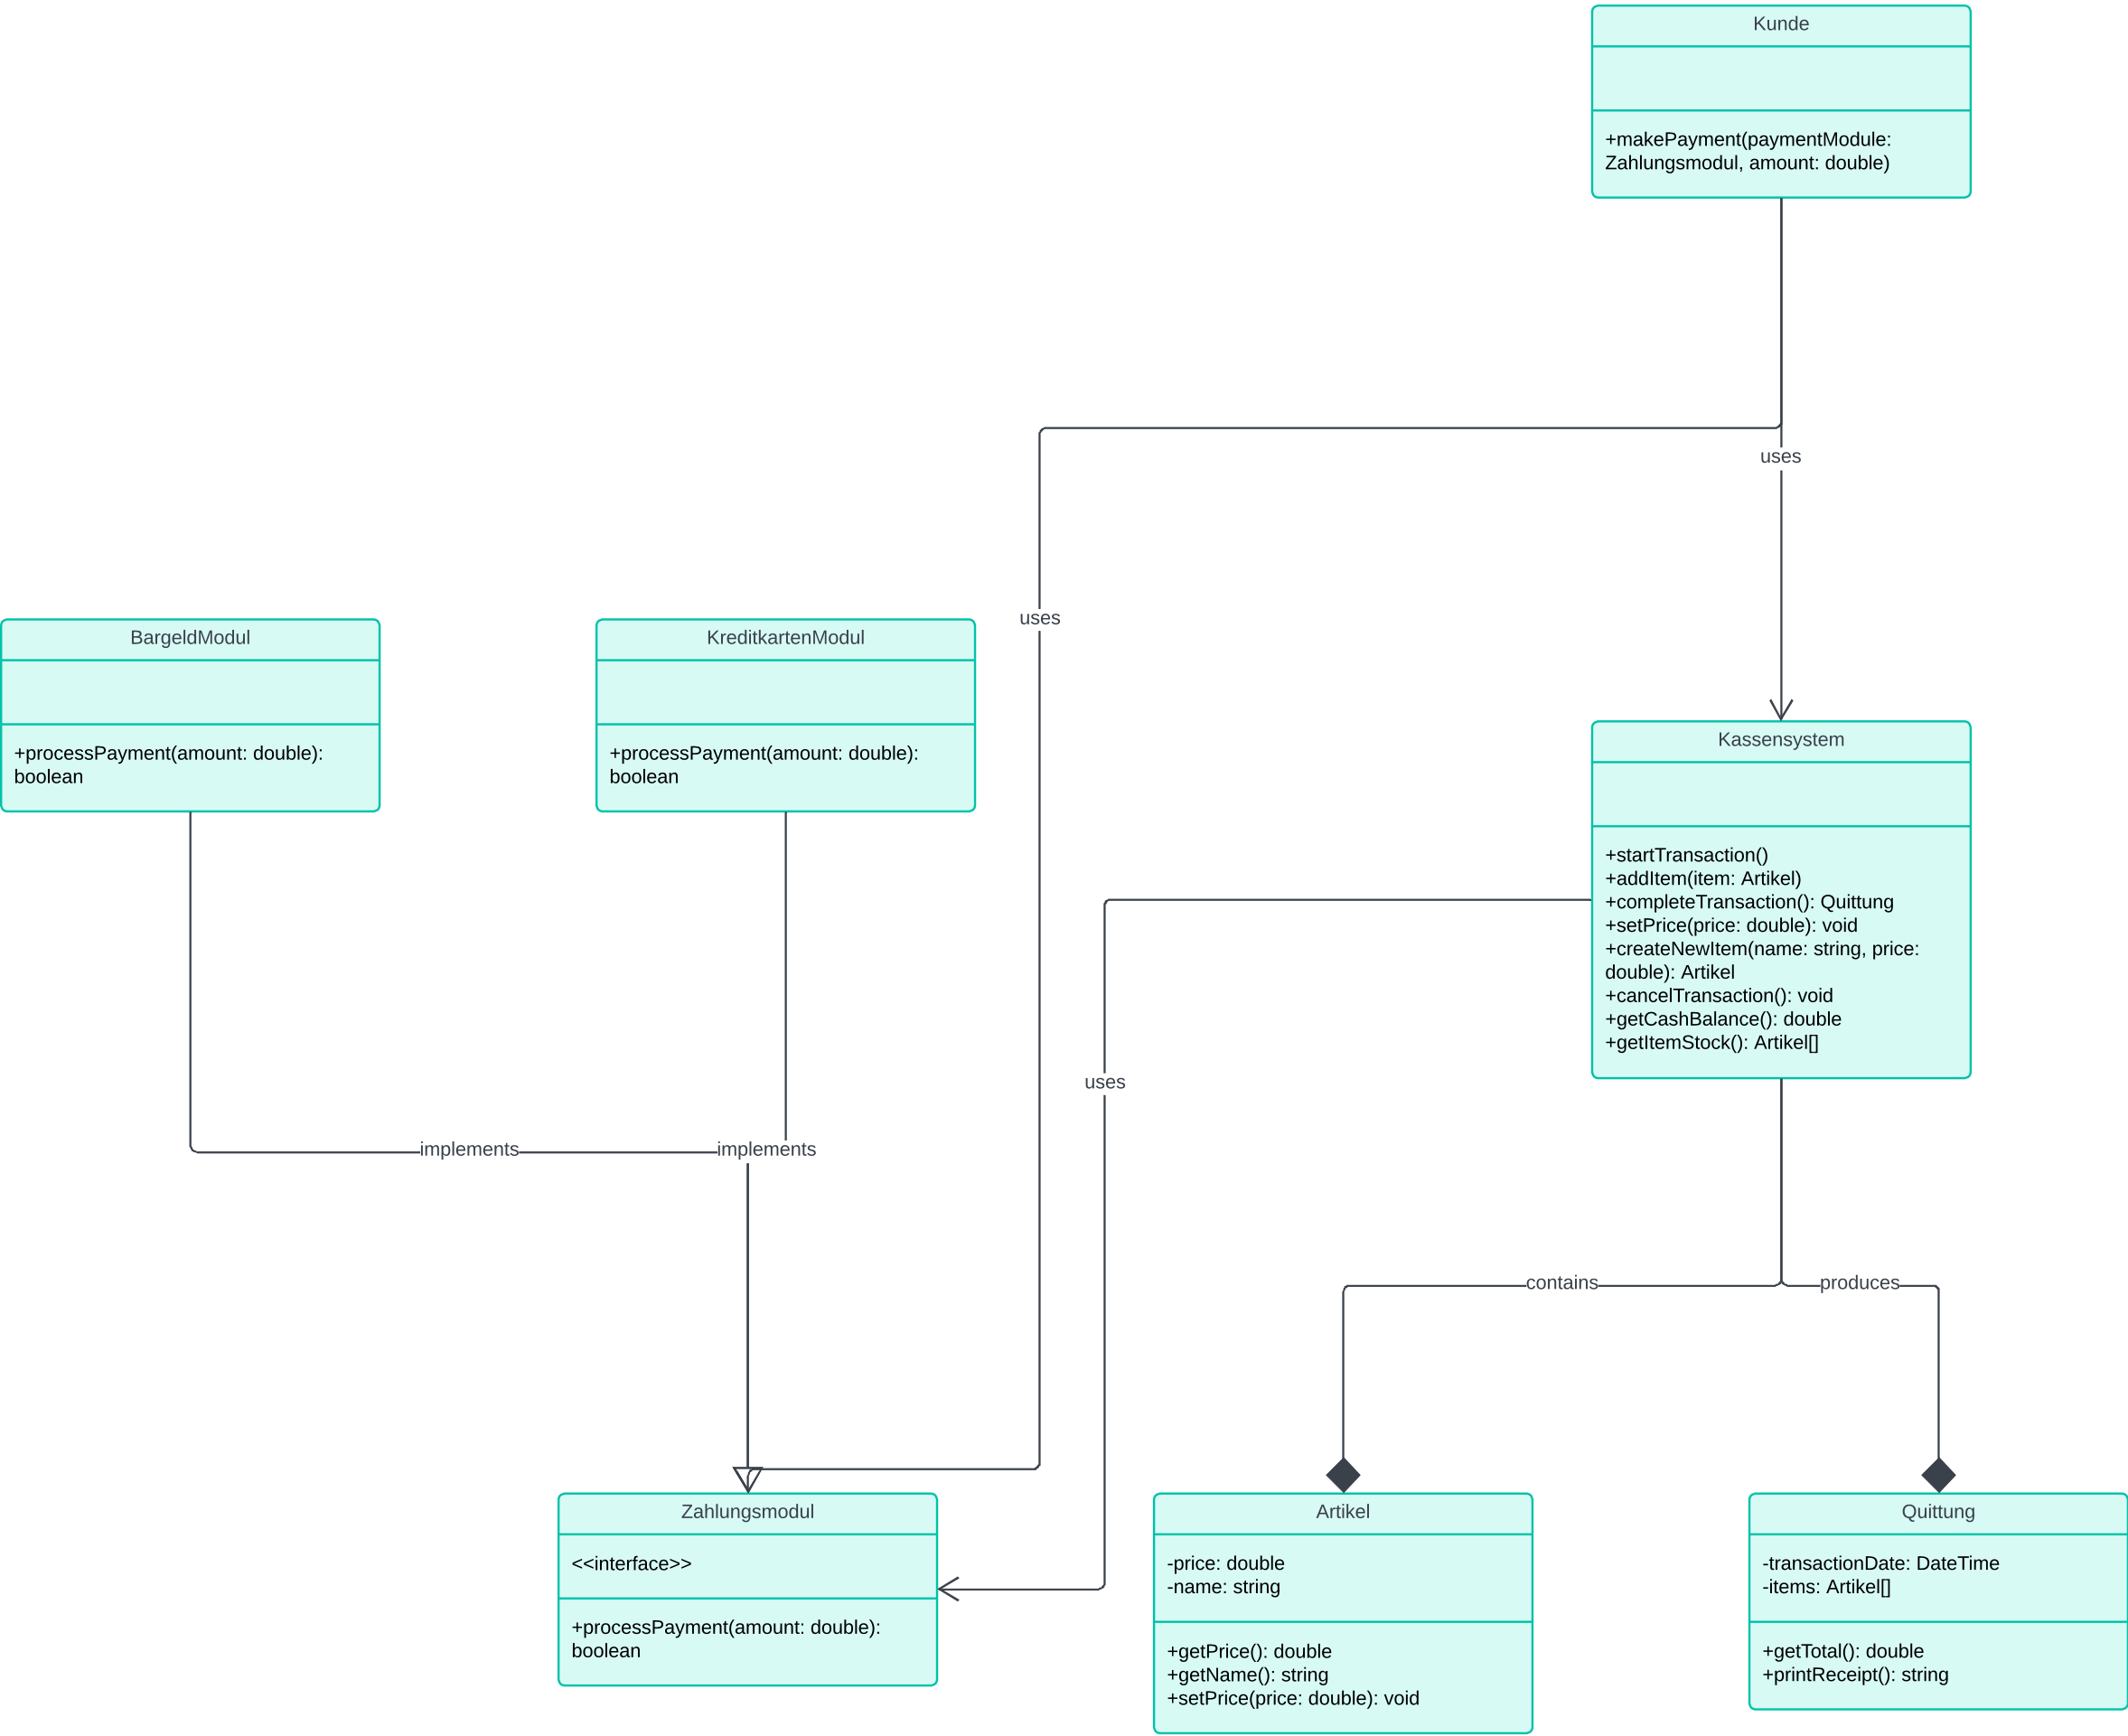 Kunde
+makePayment(paymentModule:
Zahlungsmodul, amount: double)
uses
uses
BargeldModul
+processPayment(amount: double):
boolean
KreditkartenModul
+processPayment(amount: double):
boolean
Kassensystem
+startTransaction()
+addItem(item: Artikel)
+completeTransaction(): Quittung
+setPrice(price: double): void
+createNewItem(name: string, price:
double): Artikel
+cancelTransaction(): void
+getCashBalance(): double
+getItemStock(): Artikel[]
uses
implements
implements
contains
produces
Zahlungsmodul
<<interface>>
+processPayment(amount: double):
boolean
Artikel
-price: double
-name: string
+getPrice(): double
+getName(): string
+setPrice(price: double): void
Quittung
-transactionDate: DateTime
-items: Artikel[]
+getTotal(): double
+printReceipt(): string